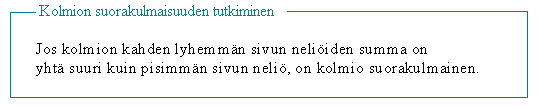 Kolmion suorakulmaisuuden tutkiminen
Jos kolmion kahden lyhemmän sivun neliöiden summa on
yhtä suuri kuin pisimmän sivun neliö, on kolmio suorakulmainen.